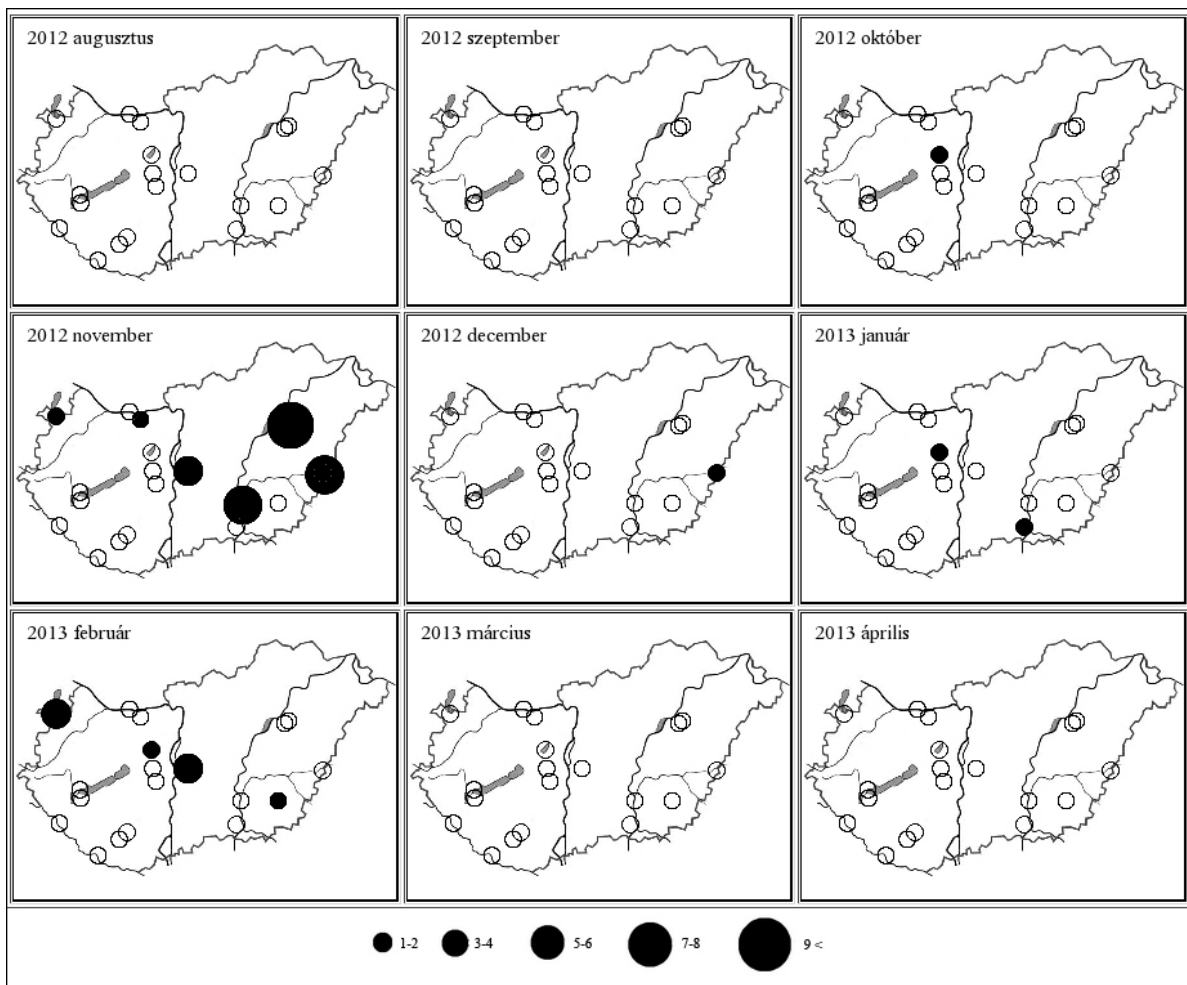 2012 augusztus
2012 szeptember
2012 október
2012 november
2012 december
2013 január
2013 február
2013 március
2013 április
1-2
3-4
5-6
7-8
9 <